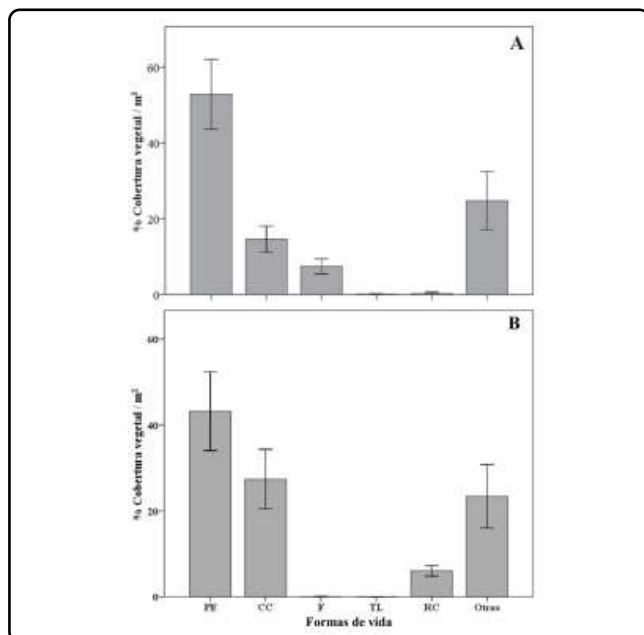 A
% Cobertura vegetal / m²
60
40
20
0
B
% Cobertura vegetal / m²
60
40
20
0
PE CC F TL RC Otras
Formas de vida